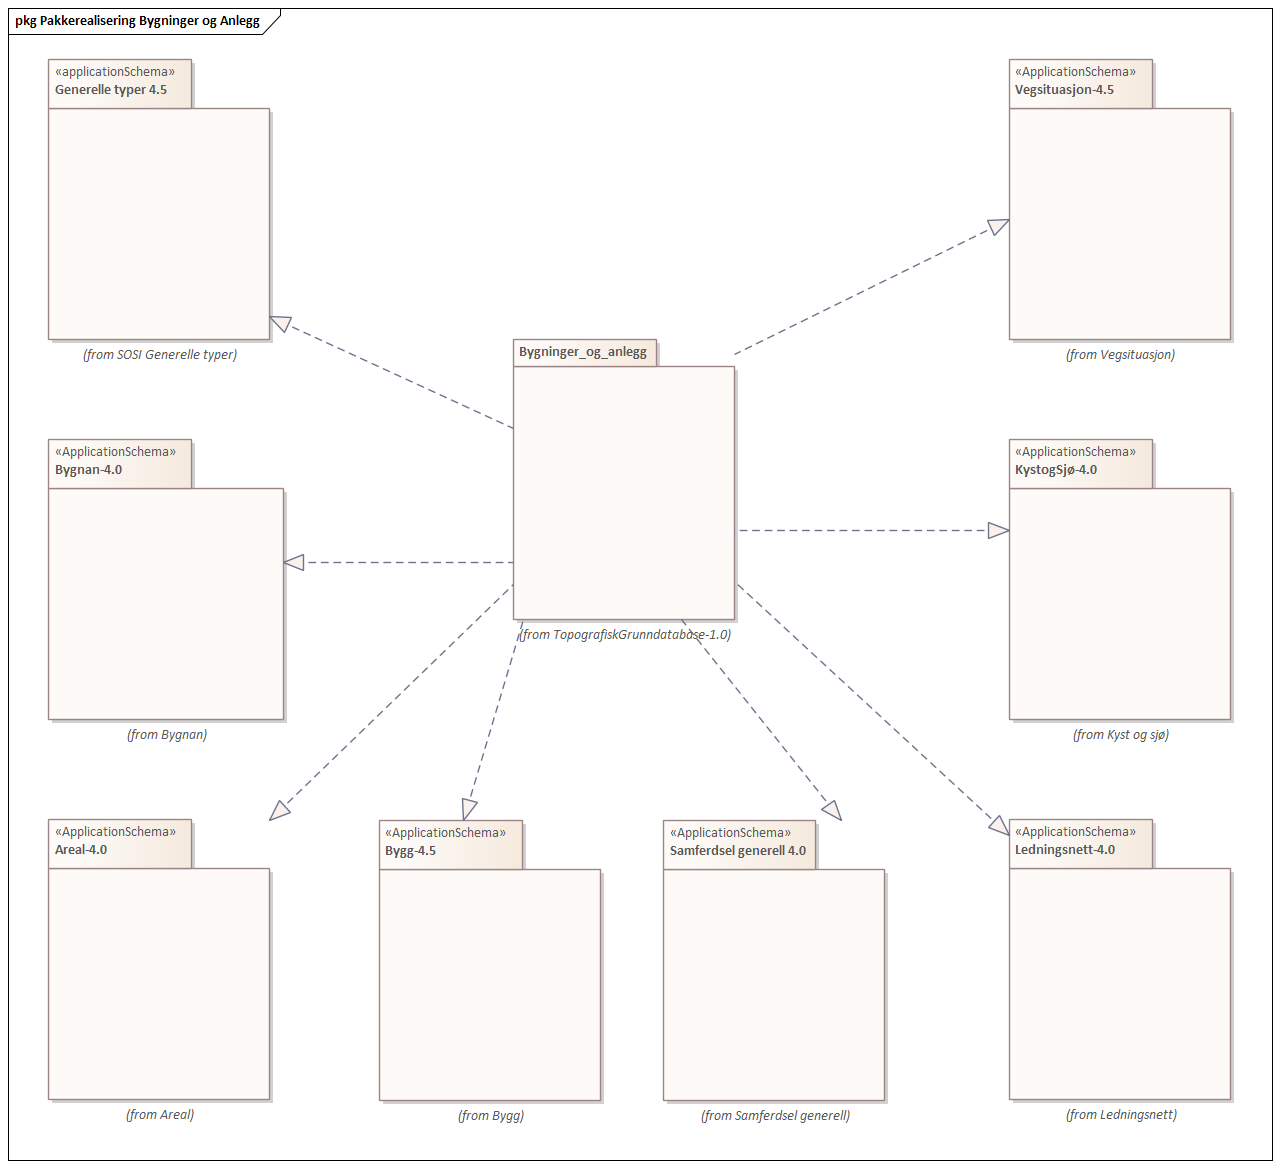 pkg Pakkerealisering Bygninger og Anlegg
«applicationSchema»
Generelle typer 4.5
(from SOSI Generelle typer)
«ApplicationSchema»
Vegsituasjon-4.5
(from Vegsituasjon)
Bygninger_og_anlegg
(from TopografiskGrunndatabase-1.0)
«ApplicationSchema»
Bygnan-4.0
(from Bygnan)
«ApplicationSchema»
KystogSjø-4.0
(from Kyst og sjø)
«ApplicationSchema»
Areal-4.0
(from Areal)
«ApplicationSchema»
Bygg-4.5
(from Bygg)
«ApplicationSchema»
Samferdsel generell 4.0
(from Samferdsel generell)
«ApplicationSchema»
Ledningsnett-4.0
(from Ledningsnett)